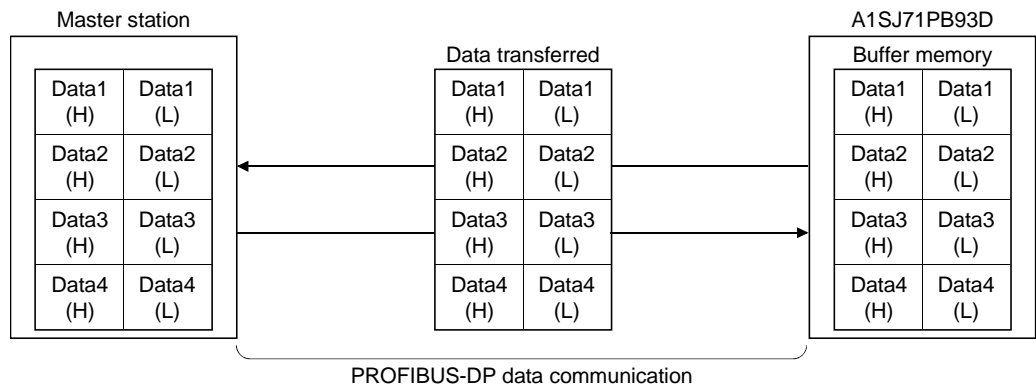 Master station
A1SJ71PB93D
Data transferred
Buffer memory
Data1 Data1 Data1 Data1 Data1 Data1
(H) (L) (H) (L) (H) (L)
Data2 Data2 Data2 Data2 Data2 Data2
(H) (L) (H) (L) (H) (L)
Data3 Data3 Data3 Data3 Data3 Data3
(H) (L) (H) (L) (H) (L)
Data4 Data4 Data4 Data4 Data4 Data4
(H) (L) (H) (L) (H) (L)
PROFIBUS-DP data communication